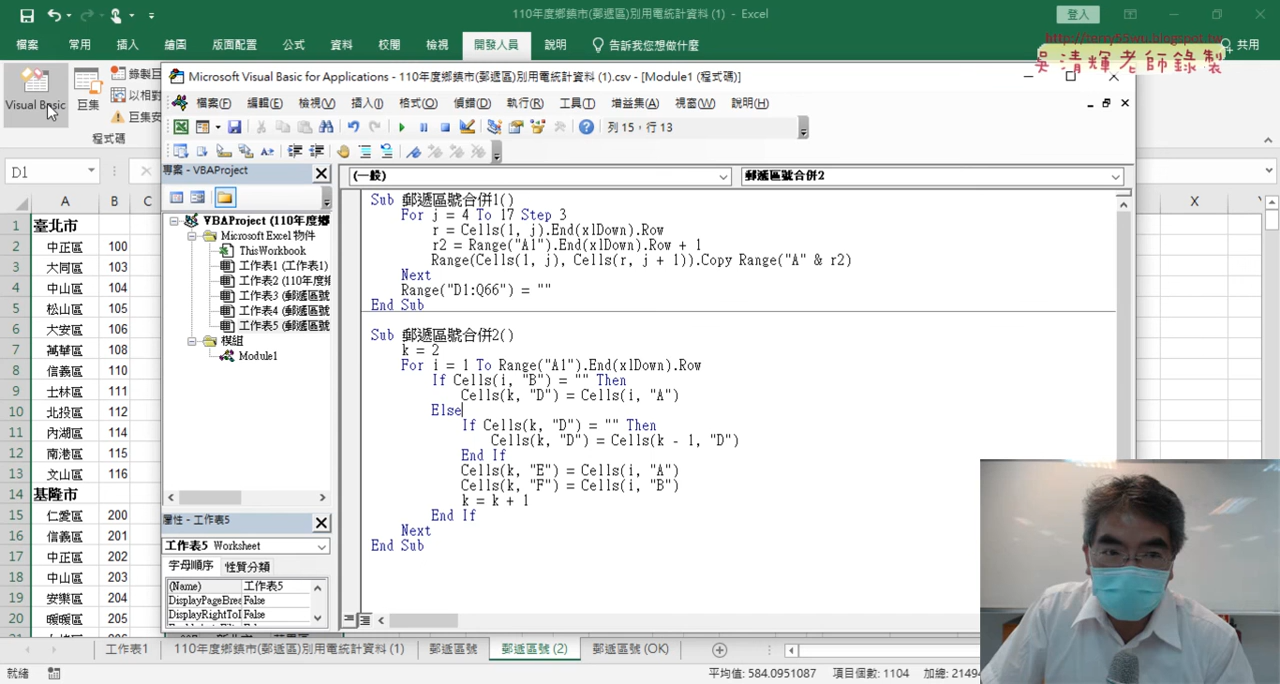 110年度鄉鎮市(郵遞區)別用電統計資料 (1) - Excel
登入
檔案 常用 插入 繪圖 版面配置 公式 資料 校閱 檢視 開發人員 說明 告訴我您想做什麼 共用
http://terry55wu.blogspot.tw
吳清輝老師錄製
Visual Basic
巨集
錄製巨
以相對
巨集安
程式碼
Microsoft Visual Basic for Applications - 110年度鄉鎮市(郵遞區)別用電統計資料 (1).csv - [Module1 (程式碼)]
檔案(F) 編輯(E) 檢視(V) 插入(I) 格式(O) 偵錯(D) 執行(R) 工具(T) 增益集(A) 視窗(W) 說明(H)
列 15，行 13
D1
專案 - VBAProject
VBAProject (110年度鄉
Microsoft Excel 物件
ThisWorkbook
工作表1 (工作表1)
工作表2 (110年度鄉
工作表3 (郵遞區號
工作表4 (郵遞區號
工作表5 (郵遞區號
模組
Module1
屬性 - 工作表5
工作表5 Worksheet
字母順序 性質分類
(Name) 工作表5
DisplayPageBrea False
DisplayRightToL False
(一般) 郵遞區號合併2
Sub 郵遞區號合併1()
For j = 4 To 17 Step 3
r = Cells(1, j).End(xlDown).Row
r2 = Range("A1").End(xlDown).Row + 1
Range(Cells(1, j), Cells(r, j + 1)).Copy Range("A" & r2)
Next
Range("D1:Q66") = ""
End Sub
Sub 郵遞區號合併2()
k = 2
For i = 1 To Range("A1").End(xlDown).Row
If Cells(i, "B") = "" Then
Cells(k, "D") = Cells(i, "A")
Else
If Cells(k, "D") = "" Then
Cells(k, "D") = Cells(k - 1, "D")
End If
Cells(k, "E") = Cells(i, "A")
Cells(k, "F") = Cells(i, "B")
k = k + 1
End If
Next
End Sub
A B C X
1 臺北市
2 中正區 100
3 大同區 103
4 中山區 104
5 松山區 105
6 大安區 106
7 萬華區 108
8 信義區 110
9 士林區 111
10 北投區 112
11 內湖區 114
12 南港區 115
13 文山區 116
14 基隆市
15 仁愛區 200
16 信義區 201
17 中正區 202
18 中山區 203
19 安樂區 204
20 暖暖區 205
工作表1 110年度鄉鎮市(郵遞區)別用電統計資料 (1) 郵遞區號 郵遞區號 (2) 郵遞區號 (OK)
就緒 平均值: 584.0951087 項目個數: 1104 加總: 21494